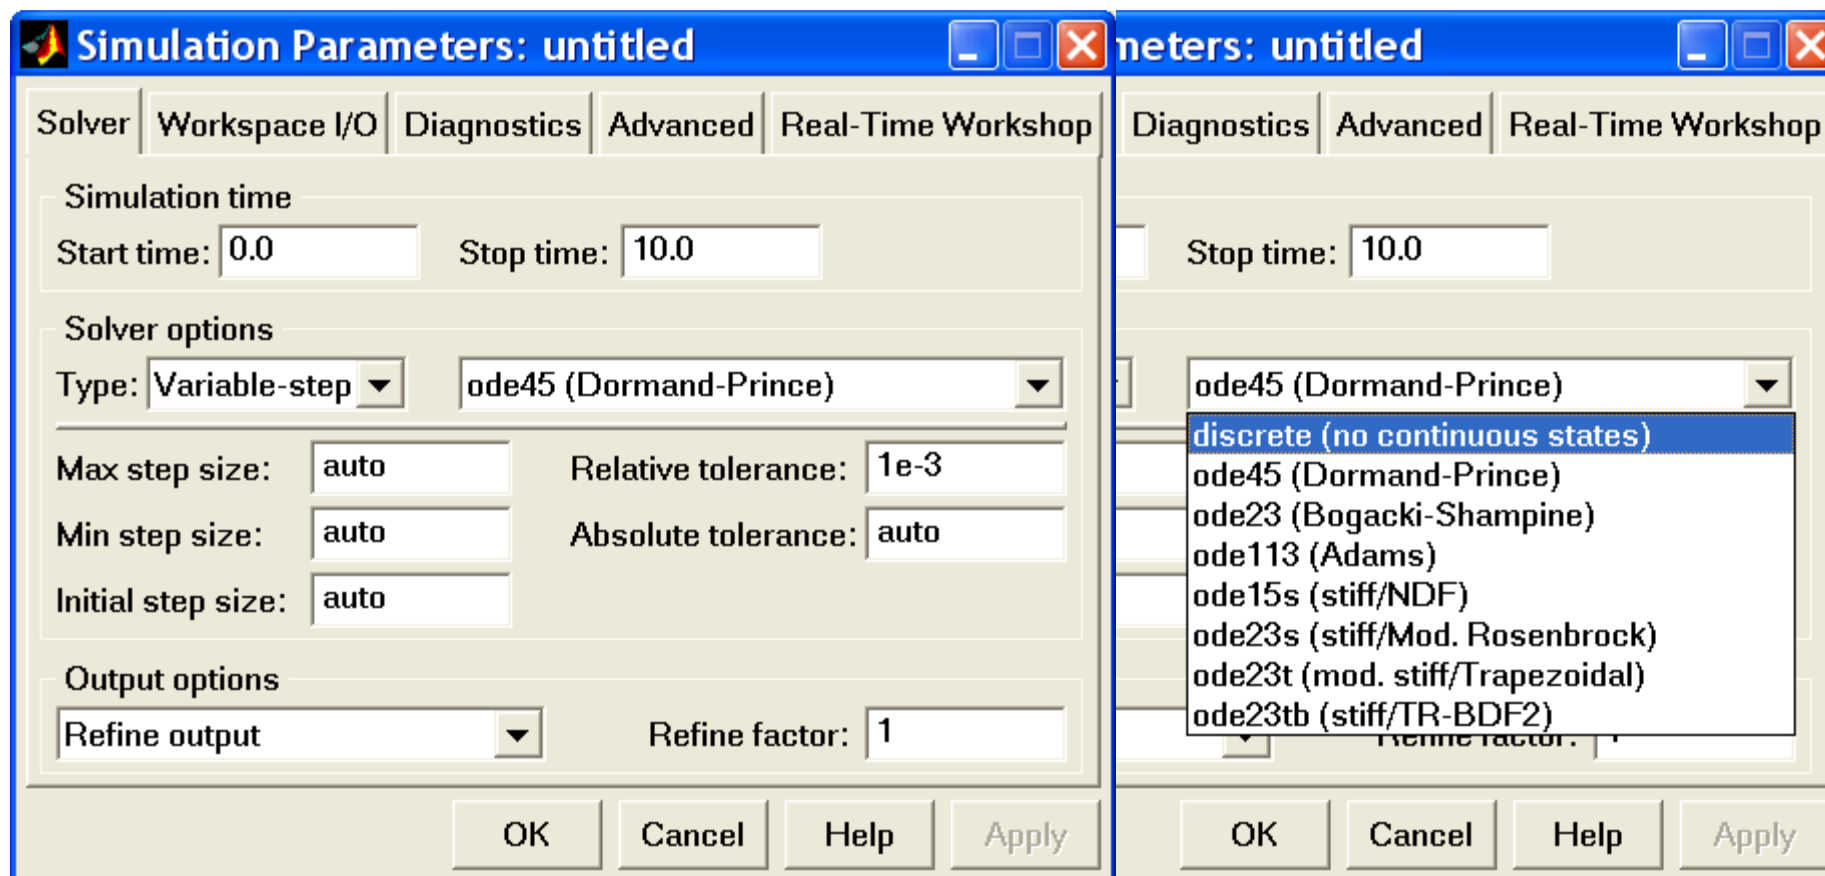 Simulation Parameters: untitled
Solver Workspace I/O Diagnostics Advanced Real-Time Workshop
Simulation time
Start time: 0.0 Stop time: 10.0
Solver options
Type: Variable-step ode45 (Dormand-Prince)
Max step size: auto Relative tolerance: 1e-3
Min step size: auto Absolute tolerance: auto
Initial step size: auto
Output options
Refine output Refine factor: 1
OK Cancel Help Apply
meters: untitled
Diagnostics Advanced Real-Time Workshop
Stop time: 10.0
ode45 (Dormand-Prince)
discrete (no continuous states)
ode45 (Dormand-Prince)
ode23 (Bogacki-Shampine)
ode113 (Adams)
ode15s (stiff/NDF)
ode23s (stiff/Mod. Rosenbrock)
ode23t (mod. stiff/Trapezoidal)
ode23tb (stiff/TR-BDF2)
Refine factor:
OK Cancel Help Apply